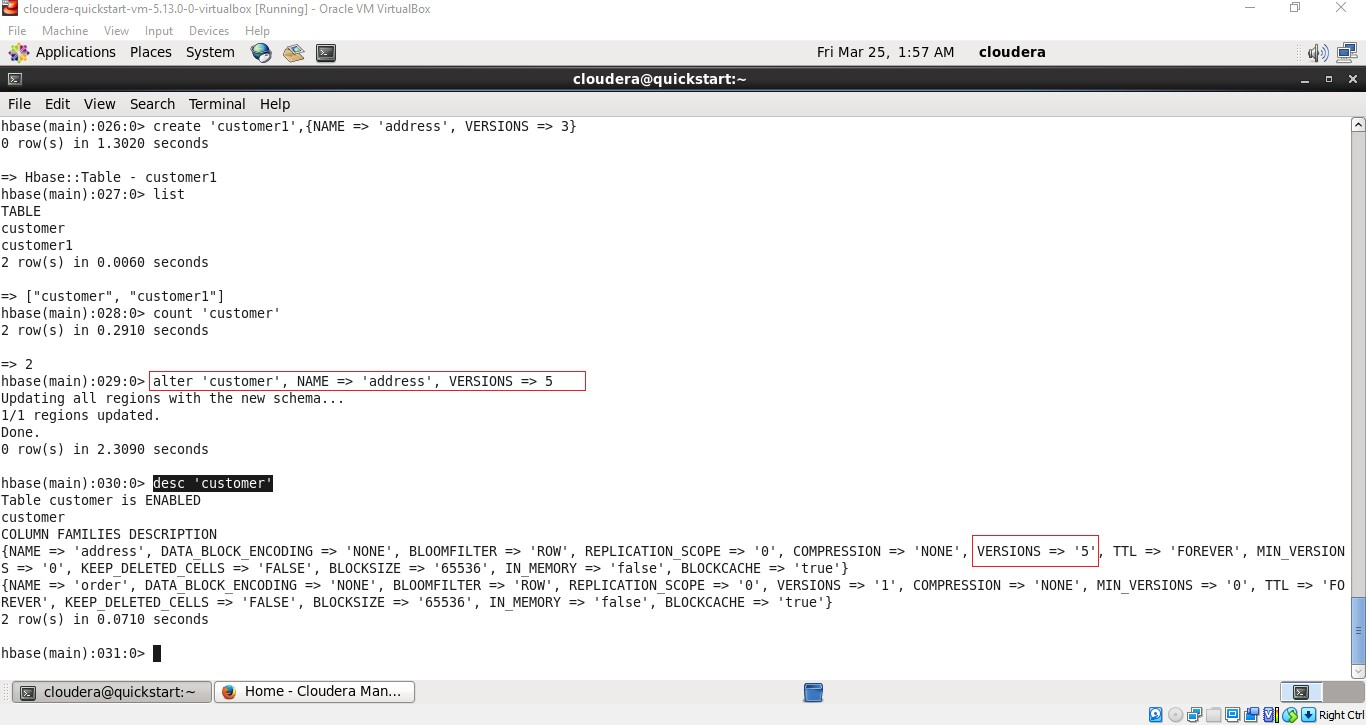 cloudera-quickstart-vm-5.13.0-0-virtualbox [Running] - Oracle VM VirtualBox
File Machine View Input Devices Help
Applications Places System Fri Mar 25, 1:57 AM cloudera
cloudera@quickstart:~
File Edit View Search Terminal Help
hbase(main):026:0> create 'customer1',{NAME => 'address', VERSIONS => 3}
0 row(s) in 1.3020 seconds
=> Hbase::Table - customer1
hbase(main):027:0> list
TABLE
customer
customer1
2 row(s) in 0.0060 seconds
=> ["customer", "customer1"]
hbase(main):028:0> count 'customer'
2 row(s) in 0.2910 seconds
=> 2
hbase(main):029:0> alter 'customer', NAME => 'address', VERSIONS => 5
Updating all regions with the new schema...
1/1 regions updated.
Done.
0 row(s) in 2.3090 seconds
hbase(main):030:0> desc 'customer'
Table customer is ENABLED
customer
COLUMN FAMILIES DESCRIPTION
{NAME => 'address', DATA_BLOCK_ENCODING => 'NONE', BLOOMFILTER => 'ROW', REPLICATION_SCOPE => '0', COMPRESSION => 'NONE', VERSIONS => '5', TTL => 'FOREVER', MIN_VERSION
S => '0', KEEP_DELETED_CELLS => 'FALSE', BLOCKSIZE => '65536', IN_MEMORY => 'false', BLOCKCACHE => 'true'}
{NAME => 'order', DATA_BLOCK_ENCODING => 'NONE', BLOOMFILTER => 'ROW', REPLICATION_SCOPE => '0', VERSIONS => '1', COMPRESSION => 'NONE', MIN_VERSIONS => '0', TTL => 'FO
REVER', KEEP_DELETED_CELLS => 'FALSE', BLOCKSIZE => '65536', IN_MEMORY => 'false', BLOCKCACHE => 'true'}
2 row(s) in 0.0710 seconds
hbase(main):031:0>
cloudera@quickstart:~ Home - Cloudera Man...
Right Ctrl